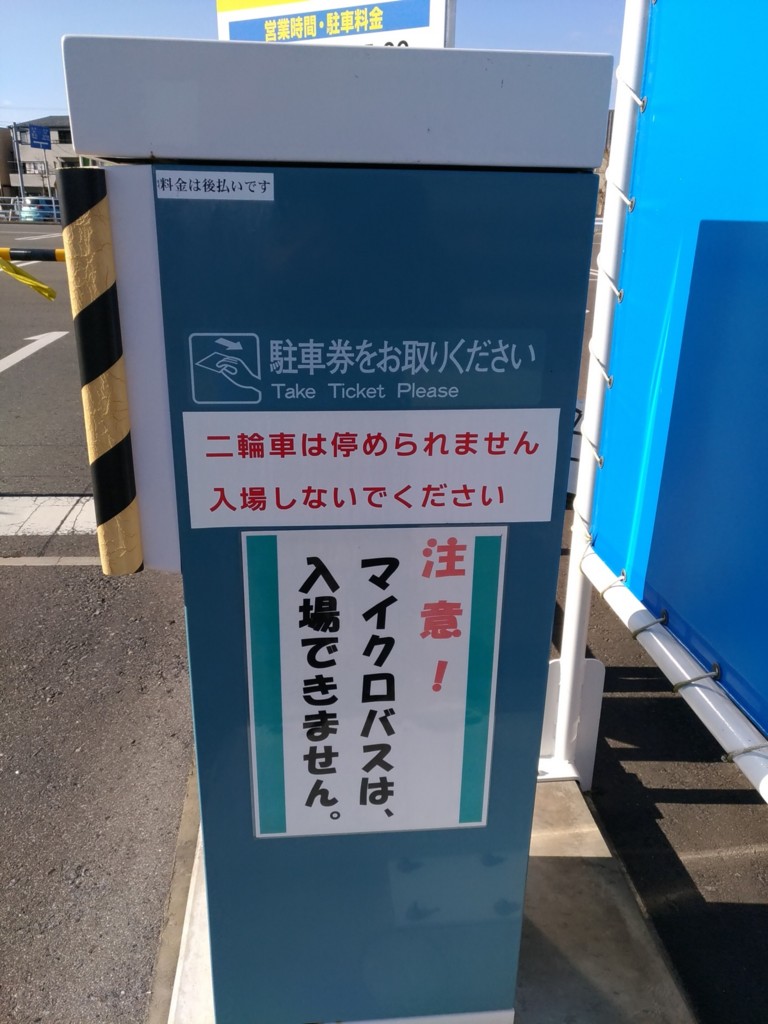 営業時間・駐車料金
料金は後払いです
駐車券をお取りください
Take Ticket Please
二輪車は停められません
入場しないでください
注意！
マイクロバスは、
入場できません。